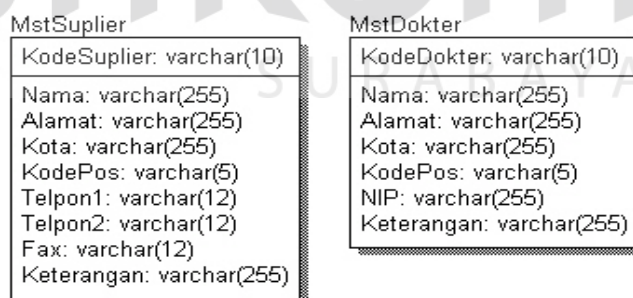 MstSuplier
KodeSuplier: varchar(10)
Nama: varchar(255)
Alamat: varchar(255)
Kota: varchar(255)
KodePos: varchar(5)
Telpon1: varchar(12)
Telpon2: varchar(12)
Fax: varchar(12)
Keterangan: varchar(255)
MstDokter
KodeDokter: varchar(10)
Nama: varchar(255)
Alamat: varchar(255)
Kota: varchar(255)
KodePos: varchar(5)
NIP: varchar(255)
Keterangan: varchar(255)
SURABAYA